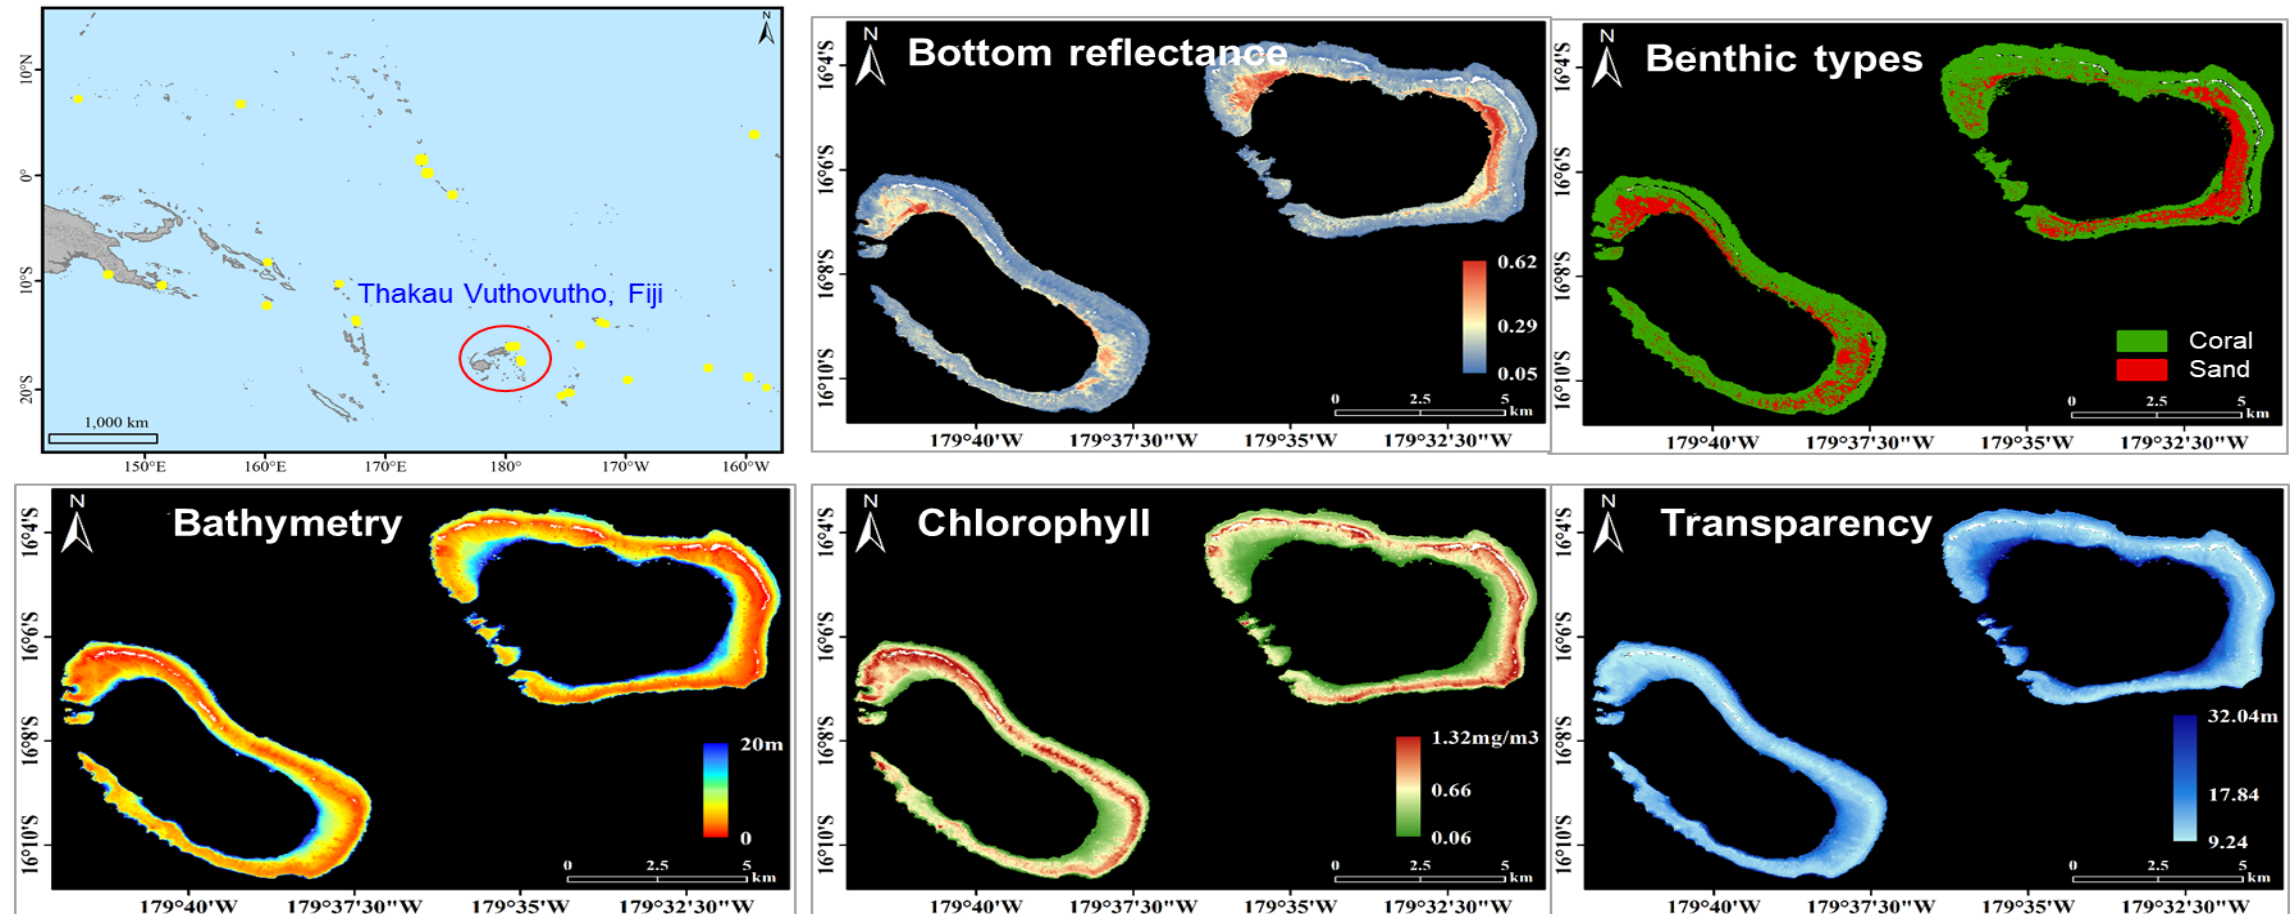 N
10°N
0°
10°S
20°S
Thakau Vuthovutho, Fiji
1,000 km
150°E
160°E
170°E
180°
170°W
160°W
N
Bottom reflectance
16°4'S
16°6'S
16°8'S
16°10'S
0.62
0.29
0.05
0 2.5 5 km
179°40'W 179°37'30"W 179°35'W 179°32'30"W
N
Benthic types
16°4'S
16°6'S
16°8'S
16°10'S
Coral
Sand
0 2.5 5 km
179°40'W 179°37'30"W 179°35'W 179°32'30"W
N
Bathymetry
16°4'S
16°6'S
16°8'S
16°10'S
20m
0
0 2.5 5 km
179°40'W 179°37'30"W 179°35'W 179°32'30"W
N
Chlorophyll
16°4'S
16°6'S
16°8'S
16°10'S
1.32mg/m3
0.66
0.06
0 2.5 5 km
179°40'W 179°37'30"W 179°35'W 179°32'30"W
N
Transparency
16°4'S
16°6'S
16°8'S
16°10'S
32.04m
17.84
9.24
0 2.5 5 km
179°40'W 179°37'30"W 179°35'W 179°32'30"W